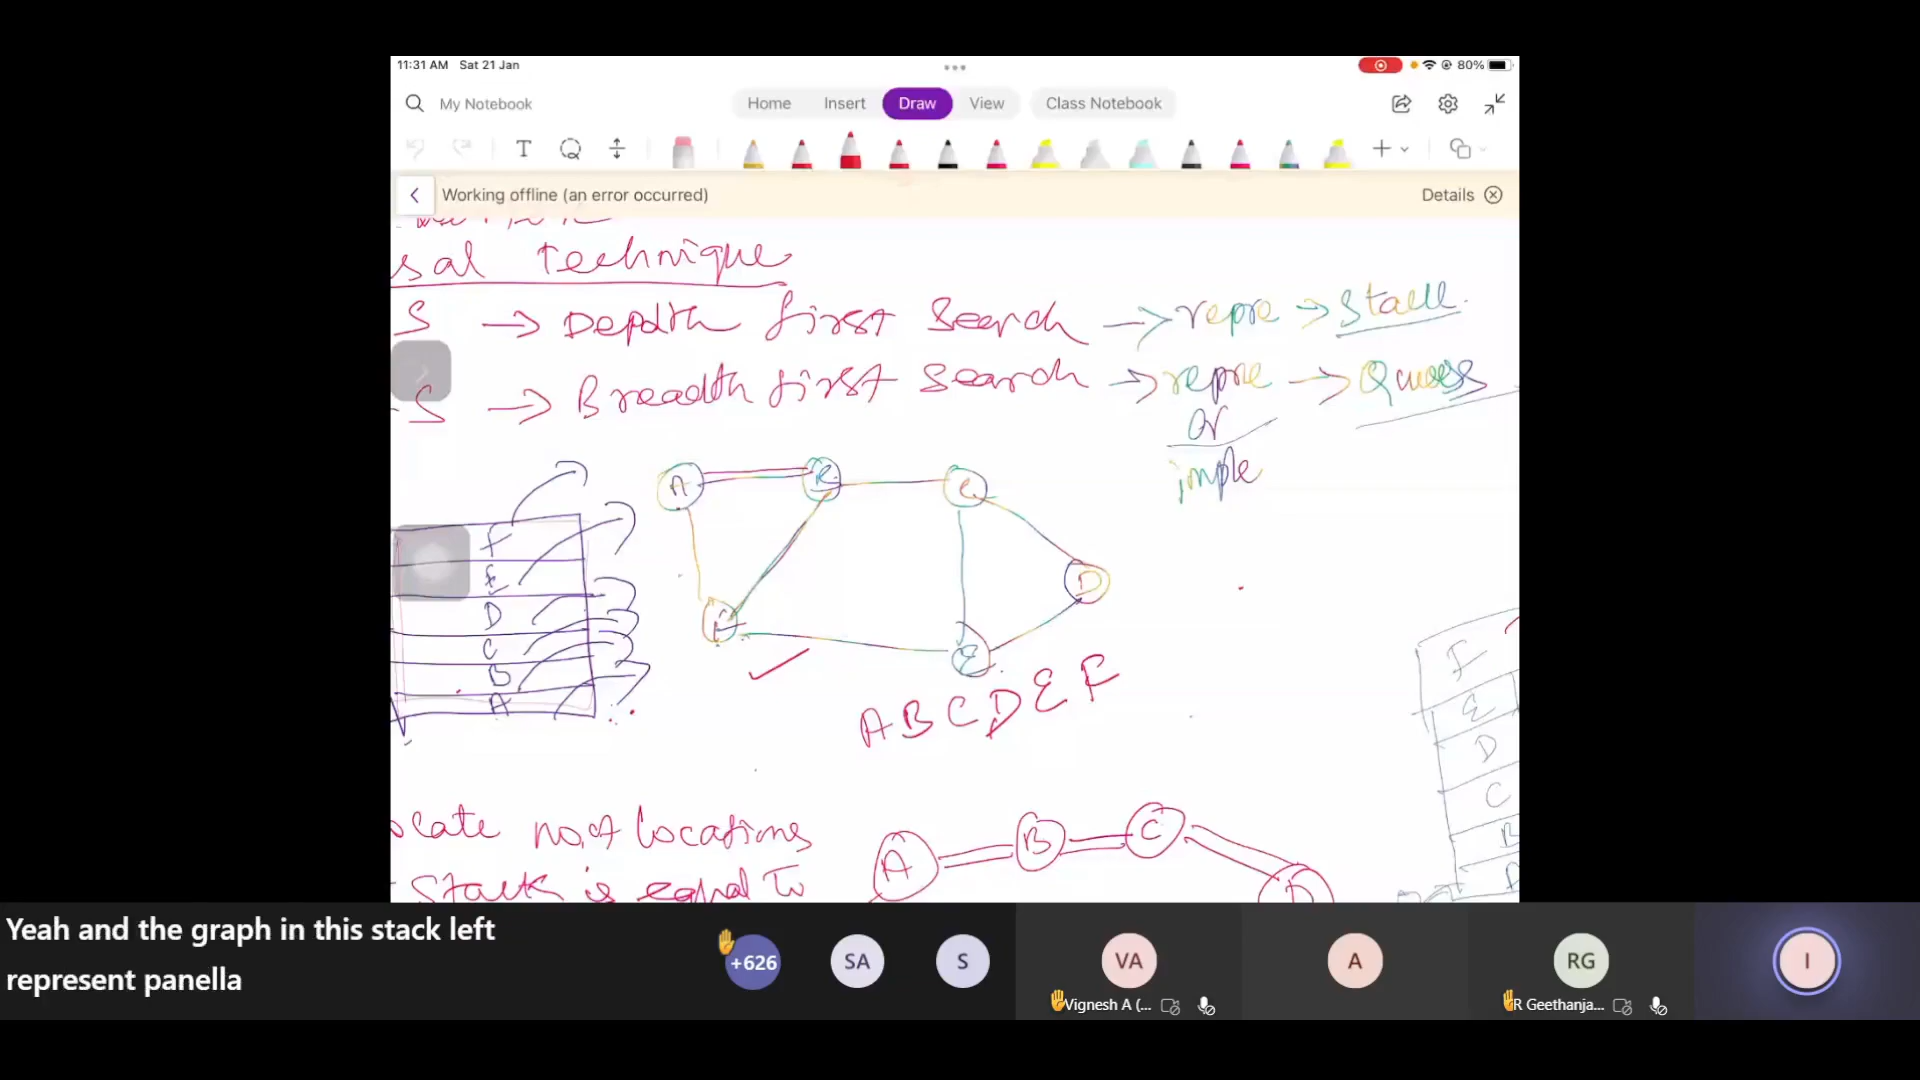 11:31 AM Sat 21 Jan
80%
My Notebook
Home Insert Draw View Class Notebook
T
Working offline (an error occurred)
Details
sal technique
S → Depdth first Search → repre → Stack
S → Breadth first Search → repre → Queues
or
imple
A B C
F
E
D
C
B
A
D
F
E
A B C D E F
F
E
D
C
B
A
ocate no. of locations
Stack is equal to
A B C
D
Yeah and the graph in this stack left
represent panella
+626
SA
S
VA
A
RG
I
Vignesh A (...
R Geethanja...